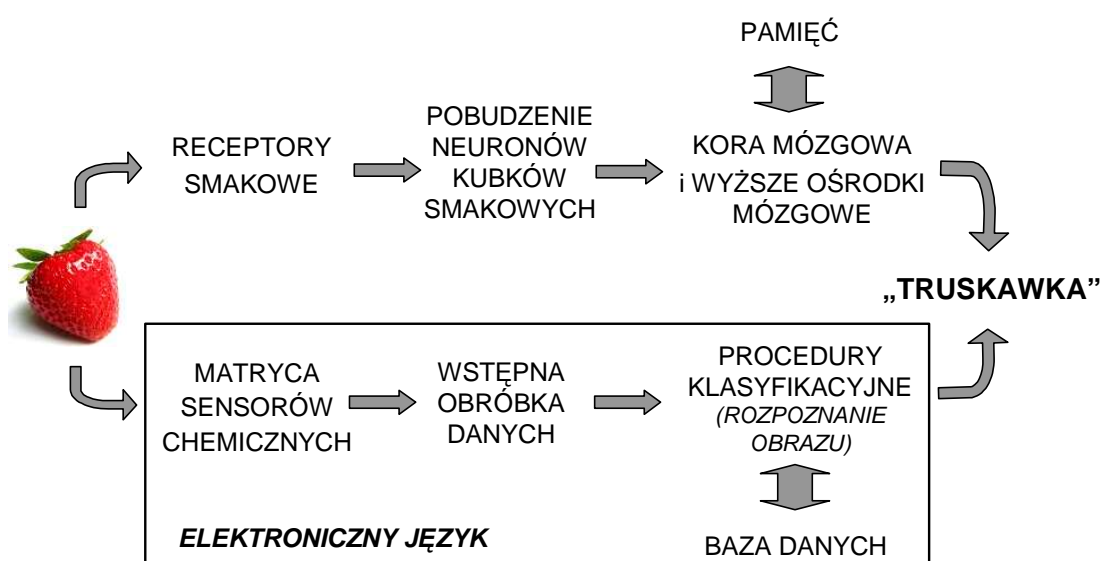 PAMIĘĆ
RECEPTORY
SMAKOWE
POBUDZENIE
NEURONÓW
KUBKÓW
SMAKOWYCH
KORA MÓZGOWA
i WYŻSZE OŚRODKI
MÓZGOWE
„TRUSKAWKA”
MATRYCA
SENSORÓW
CHEMICZNYCH
WSTĘPNA
OBRÓBKA
DANYCH
PROCEDURY
KLASYFIKACYJNE
(ROZPOZNANIE
OBRAZU)
ELEKTRONICZNY JĘZYK
BAZA DANYCH